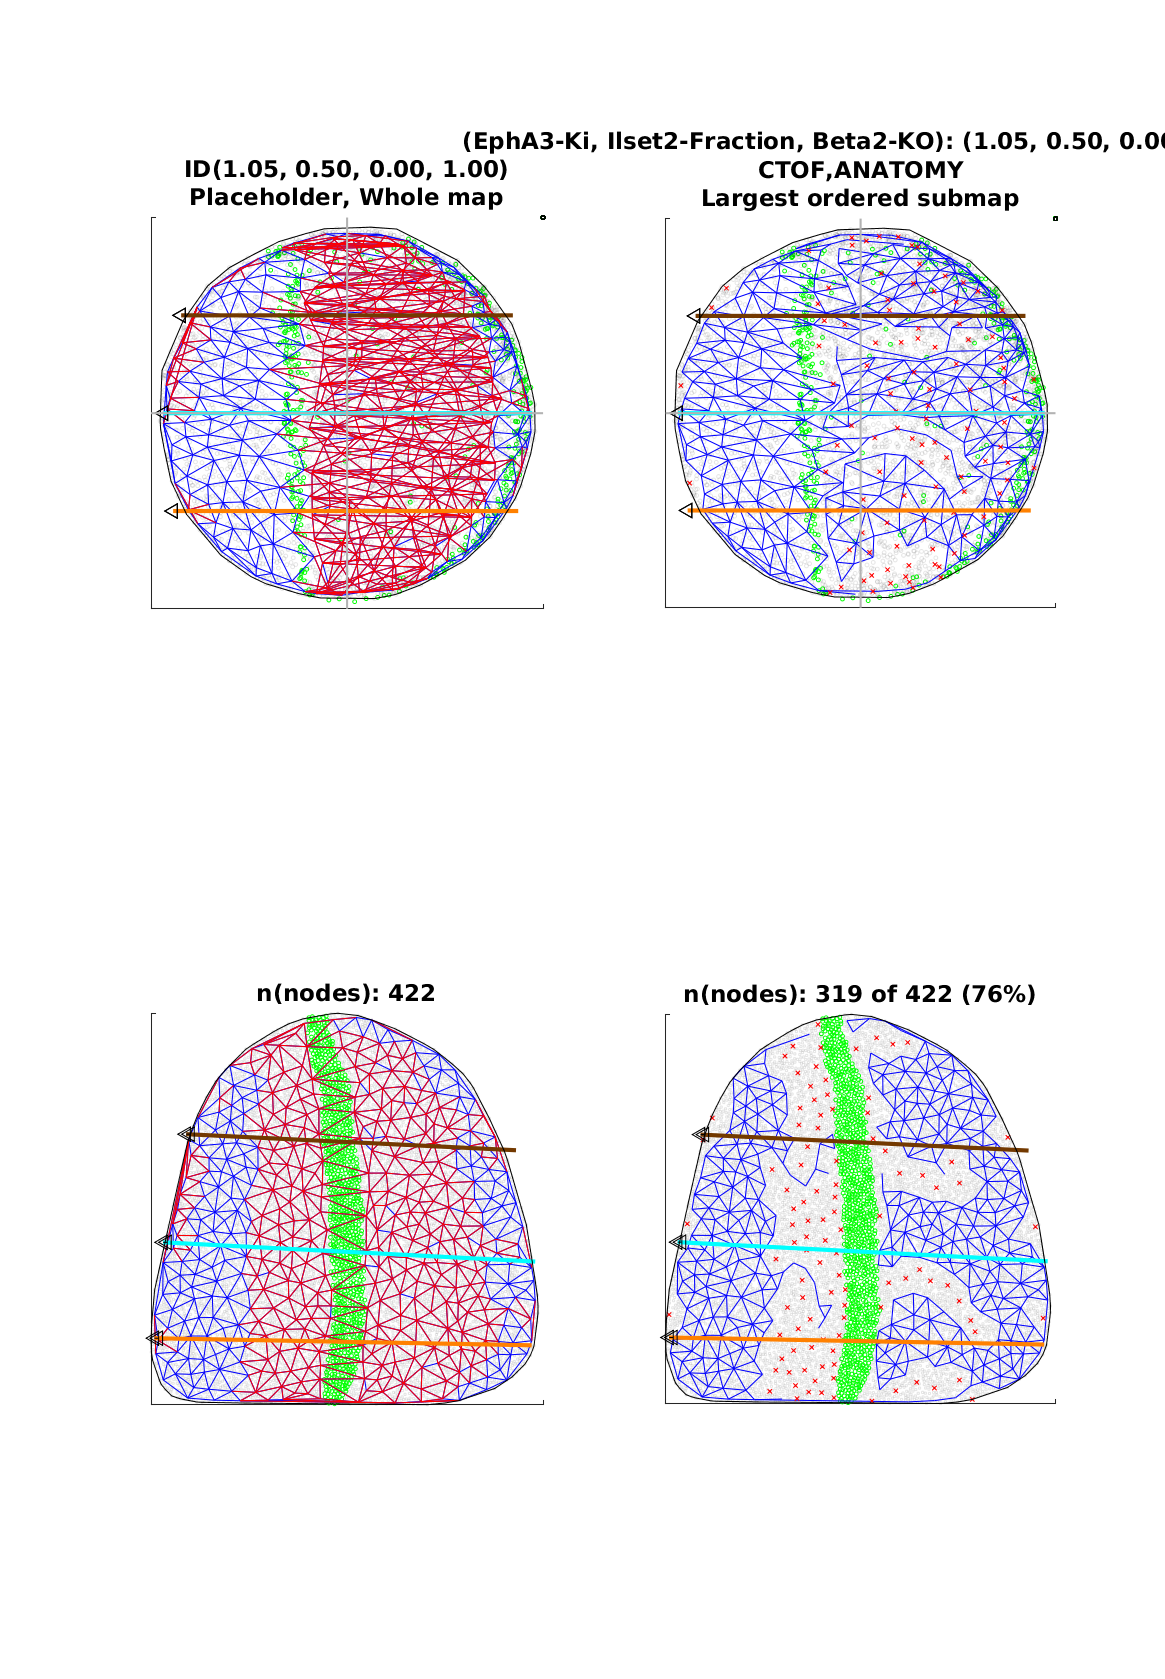 (EphA3-Ki, Ilset2-Fraction, Beta2-KO): (1.05, 0.50, 0.00
ID(1.05, 0.50, 0.00, 1.00)
Placeholder, Whole map
CTOF,ANATOMY
Largest ordered submap
n(nodes): 422
n(nodes): 319 of 422 (76%)